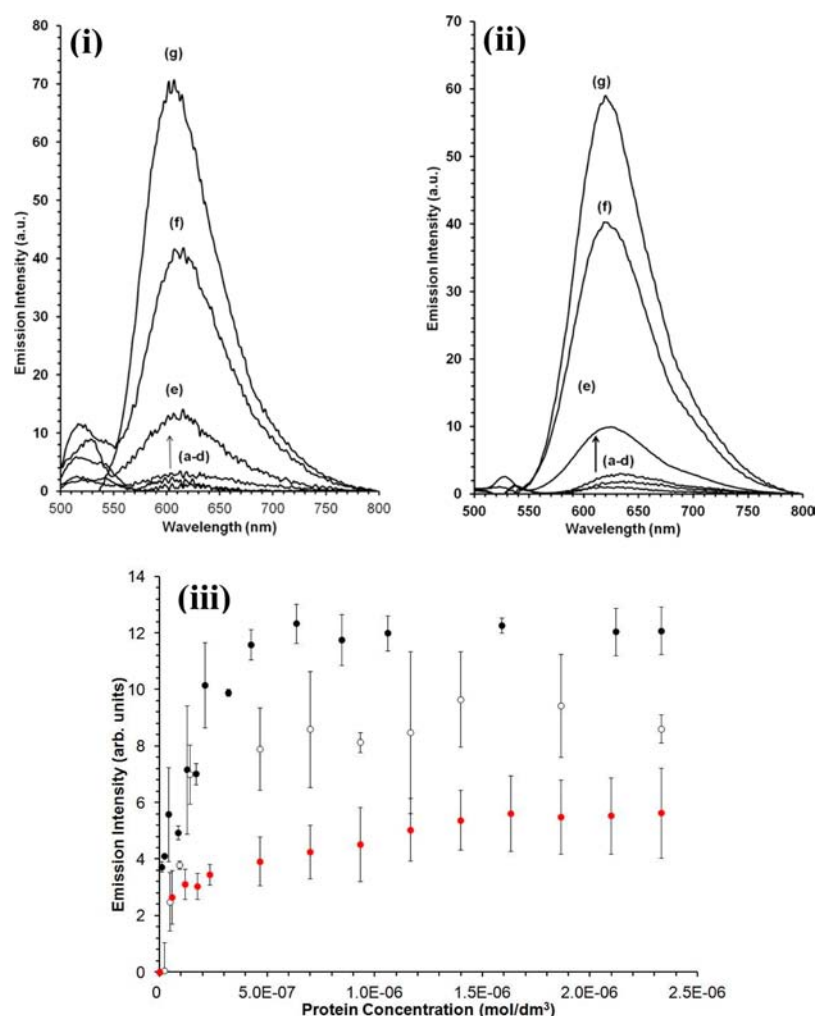 (i)
80
70
60
50
40
30
20
10
0
Emission Intensity (a.u.)
(g)
(f)
(e)
(a-d)
500 550 600 650 700 750 800
Wavelength (nm)
(ii)
70
60
50
40
30
20
10
0
Emission Intensity (a.u.)
(g)
(f)
(e)
(a-d)
500 550 600 650 700 750 800
Wavelength (nm)
(iii)
14
12
10
8
6
4
2
0
Emission Intensity (arb. units)
0 5.0E-07 1.0E-06 1.5E-06 2.0E-06 2.5E-06
Protein Concentration (mol/dm³)